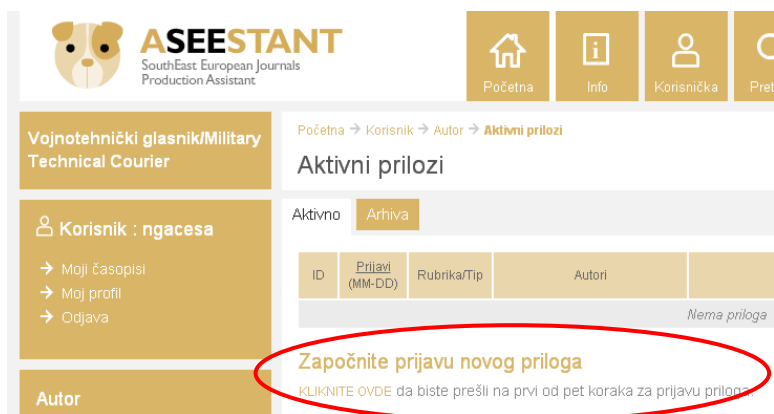 ASEESTANT
SouthEast European Journals
Production Assistant
Početna
Info
Korisnička
Vojnotehnički glasnik/Military
Technical Courier
Početna → Korisnik → Autor → Aktivni prilozi
Aktivni prilozi
Aktivno
Arhiva
Korisnik : ngacesa
→ Moji časopisi
→ Moj profil
→ Odjava
ID
Prijavi
(MM-DD)
Rubrika/Tip
Autori
Nema priloga
Započnite prijavu novog priloga
KLIKNITE OVDE da biste prešli na prvi od pet koraka za prijavu priloga.
Autor